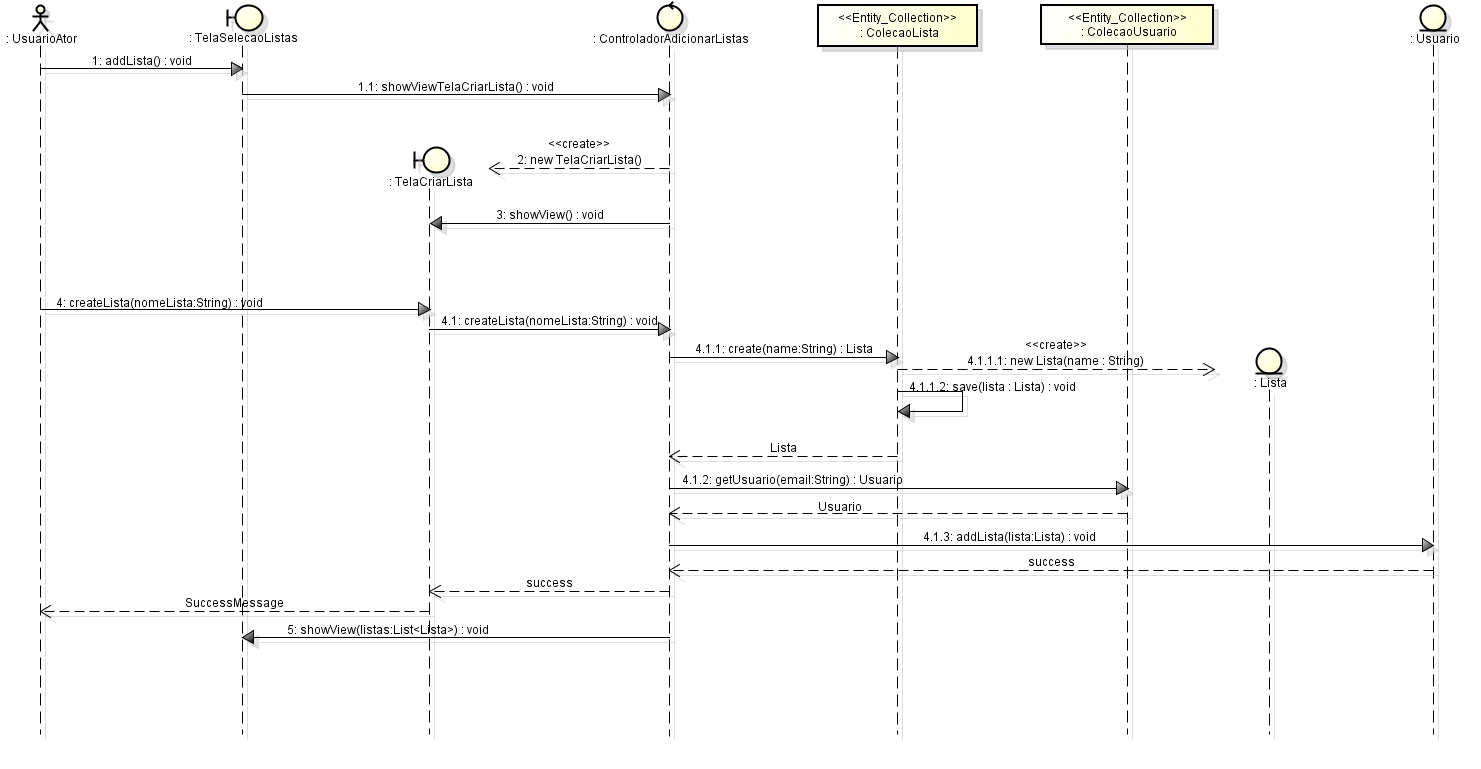 <<Entity_Collection>>
<<Entity_Collection>>
: UsuarioAtor
: TelaSelecaoListas
: ControladorAdicionarListas
: ColecaoLista
: ColecaoUsuario
: Usuario
1: addLista() : void
1.1: showViewTelaCriarLista() : void
<<create>>
2: new TelaCriarLista()
: TelaCriarLista
3: showView() : void
4: createLista(nomeLista:String) : void
4.1: createLista(nomeLista:String) : void
4.1.1: create(name:String) : Lista
<<create>>
4.1.1.1: new Lista(name : String)
: Lista
4.1.1.2: save(lista : Lista) : void
Lista
4.1.2: getUsuario(email:String) : Usuario
Usuario
4.1.3: addLista(lista:Lista) : void
success
success
SuccessMessage
5: showView(listas:List<Lista>) : void